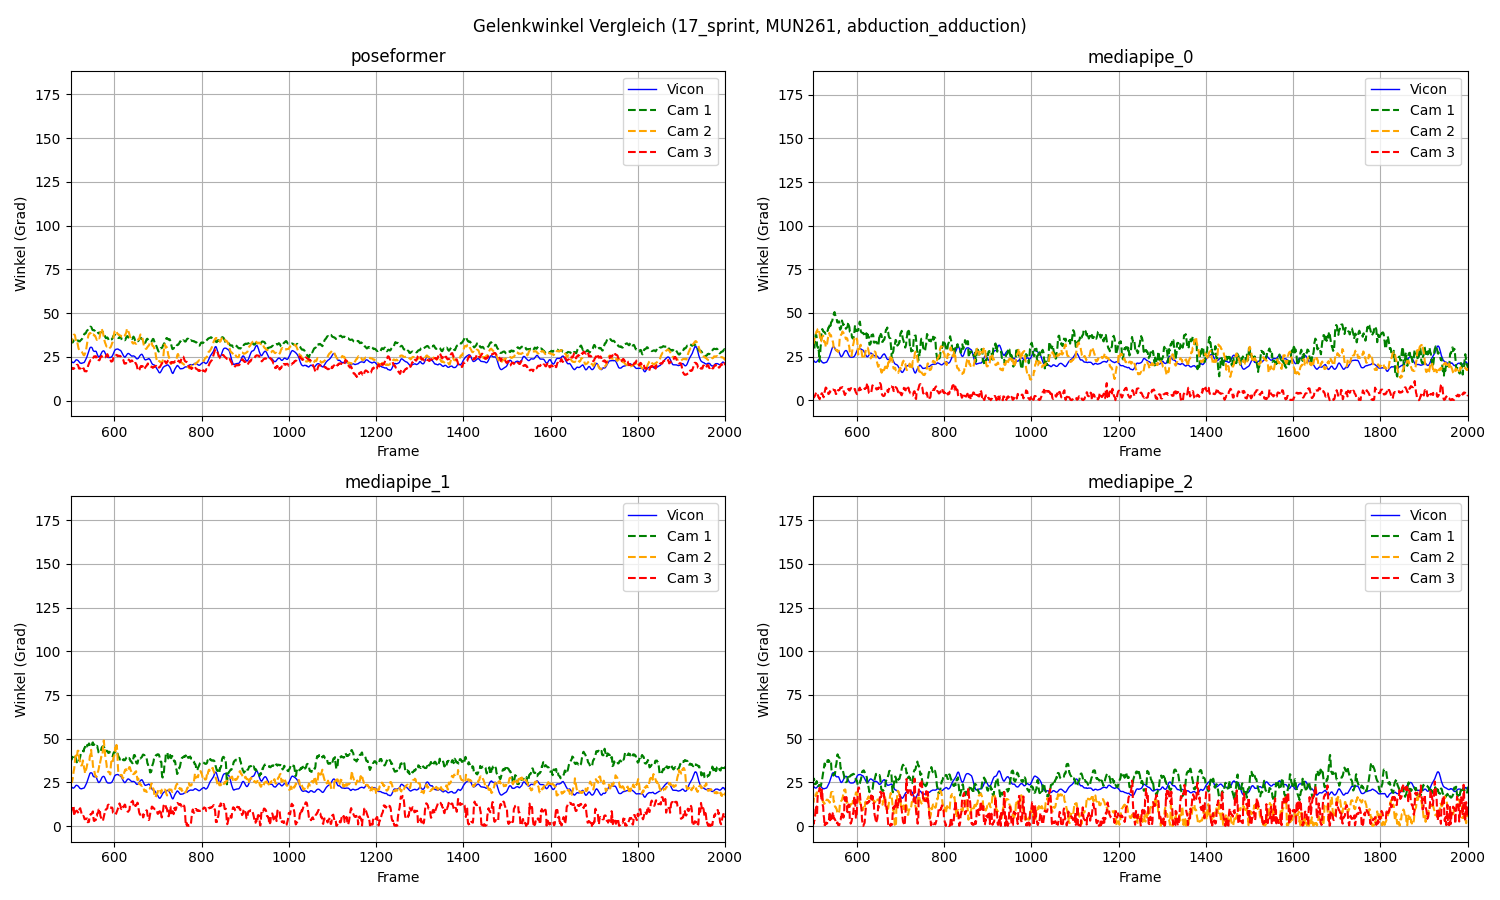 Gelenkwinkel Vergleich (17_sprint, MUN261, abduction_adduction)
poseformer
175
150
125
100
75
50
25
0
Winkel (Grad)
600 800 1000 1200 1400 1600 1800 2000
Frame
Vicon
Cam 1
Cam 2
Cam 3
mediapipe_0
175
150
125
100
75
50
25
0
Winkel (Grad)
600 800 1000 1200 1400 1600 1800 2000
Frame
Vicon
Cam 1
Cam 2
Cam 3
mediapipe_1
175
150
125
100
75
50
25
0
Winkel (Grad)
600 800 1000 1200 1400 1600 1800 2000
Frame
Vicon
Cam 1
Cam 2
Cam 3
mediapipe_2
175
150
125
100
75
50
25
0
Winkel (Grad)
600 800 1000 1200 1400 1600 1800 2000
Frame
Vicon
Cam 1
Cam 2
Cam 3